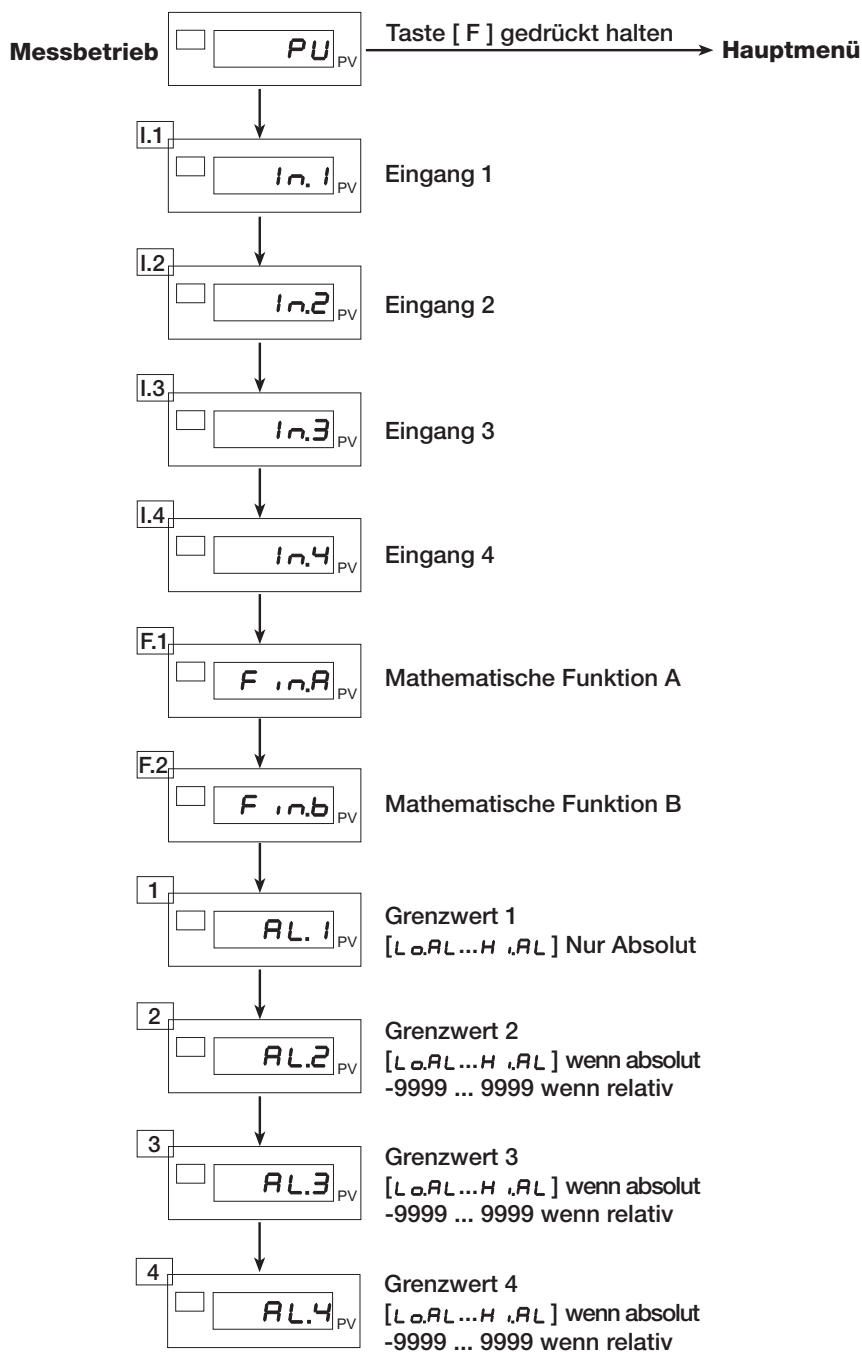 Messbetrieb
PV
PV
Taste [ F ] gedrückt halten
Hauptmenü
I.1
In.1
PV
Eingang 1
I.2
In.2
PV
Eingang 2
I.3
In.3
PV
Eingang 3
I.4
In.4
PV
Eingang 4
F.1
Fin.A
PV
Mathematische Funktion A
F.2
Fin.b
PV
Mathematische Funktion B
1
AL.1
PV
Grenzwert 1
[Lo.AL...Hi.AL] Nur Absolut
2
AL.2
PV
Grenzwert 2
[Lo.AL...Hi.AL] wenn absolut
-9999 ... 9999 wenn relativ
3
AL.3
PV
Grenzwert 3
[Lo.AL...Hi.AL] wenn absolut
-9999 ... 9999 wenn relativ
4
AL.4
PV
Grenzwert 4
[Lo.AL...Hi.AL] wenn absolut
-9999 ... 9999 wenn relativ